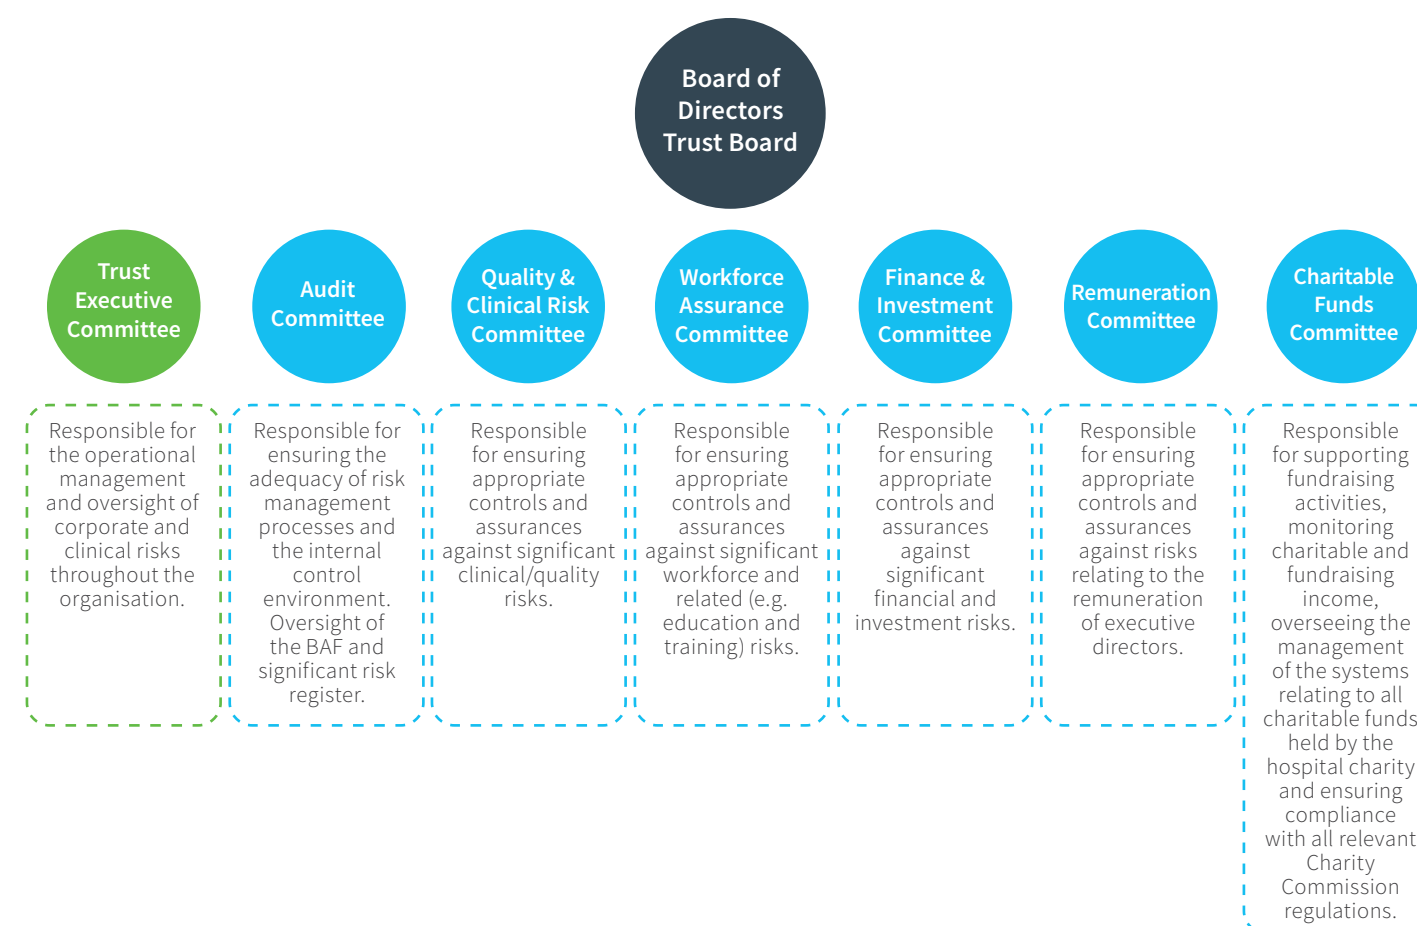 Board of
Directors
Trust Board
Trust
Executive
Committee
Audit
Committee
Quality &
Clinical Risk
Committee
Workforce
Assurance
Committee
Finance &
Investment
Committee
Remuneration
Committee
Charitable
Funds
Committee
Responsible for
the operational
management
and oversight of
corporate and
clinical risks
throughout the
organisation.
Responsible for
ensuring the
adequacy of risk
management
processes and
the internal
control
environment.
Oversight of
the BAF and
significant risk
register.
Responsible
for ensuring
appropriate
controls and
assurances
against significant
clinical/quality
risks.
Responsible
for ensuring
appropriate
controls and
assurances
against significant
workforce and
related (e.g.
education and
training) risks.
Responsible
for ensuring
appropriate
controls and
assurances
against
significant
financial and
investment risks.
Responsible
for ensuring
appropriate
controls and
assurances
against risks
relating to the
remuneration
of executive
directors.
Responsible
for supporting
fundraising
activities,
monitoring
charitable and
fundraising
income,
overseeing the
management
of the systems
relating to all
charitable funds
held by the
hospital charity
and ensuring
compliance
with all relevant
Charity
Commission
regulations.